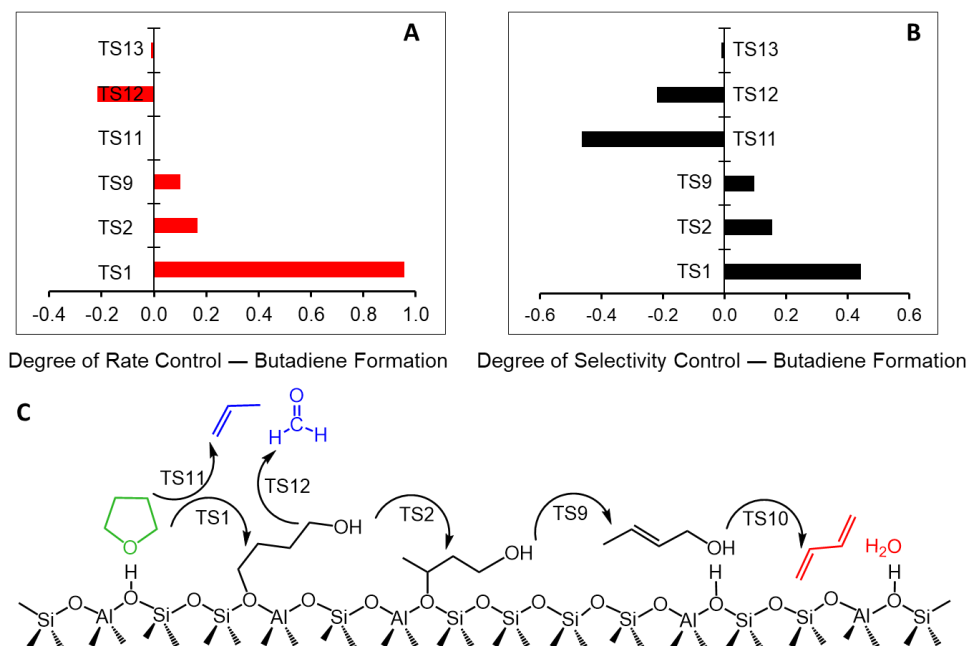 A
TS13
TS12
TS11
TS9
TS2
TS1
-0.4 -0.2 0.0 0.2 0.4 0.6 0.8 1.0
Degree of Rate Control — Butadiene Formation
B
TS13
TS12
TS11
TS9
TS2
TS1
-0.6 -0.4 -0.2 0.0 0.2 0.4 0.6
Degree of Selectivity Control — Butadiene Formation
C
O
H C H
TS11 TS12
TS1 OH TS2 TS9 TS10
O OH OH H₂O
H H H
Si O Al O Si Si O Al O Si O Al O Si Si O Si O Al O Si O Al O Si